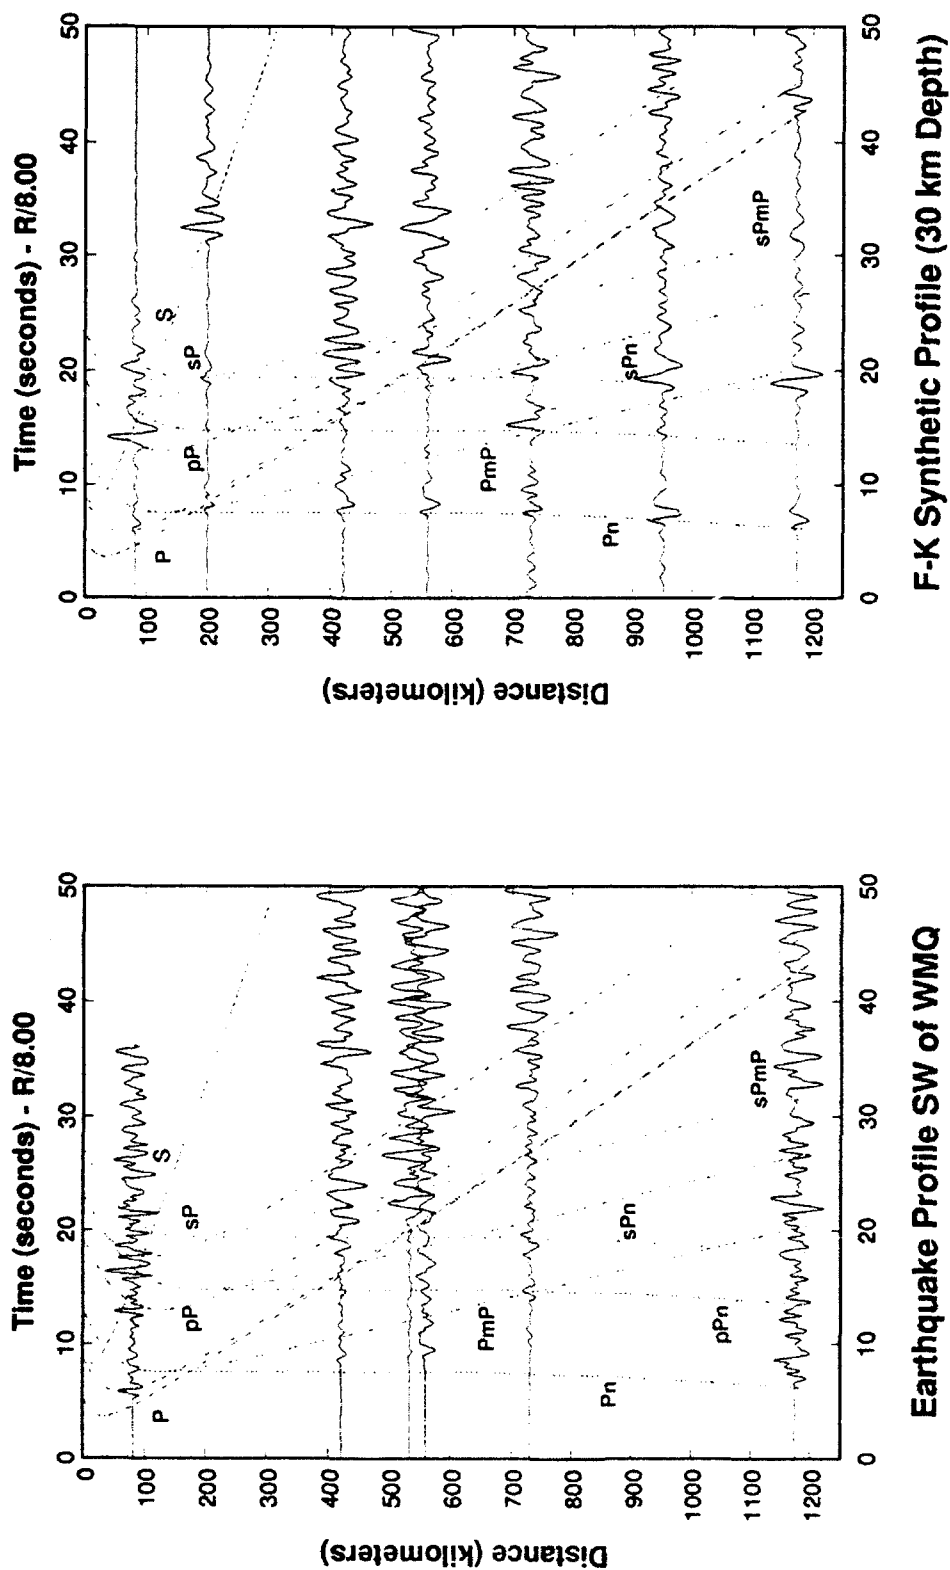 Time (seconds) - R/8.00
0 10 20 30 40 50
Distance (kilometers)
0
100
200
300
400
500
600
700
800
900
1000
1100
1200
P
pP
sP
S
PmP
Pn
pPn
sPn
sPmP
0 10 20 30 40 50
Earthquake Profile SW of WMQ
Time (seconds) - R/8.00
0 10 20 30 40 50
Distance (kilometers)
0
100
200
300
400
500
600
700
800
900
1000
1100
1200
P
pP
sP
S
PmP
Pn
sPn
sPmP
0 10 20 30 40 50
F-K Synthetic Profile (30 km Depth)